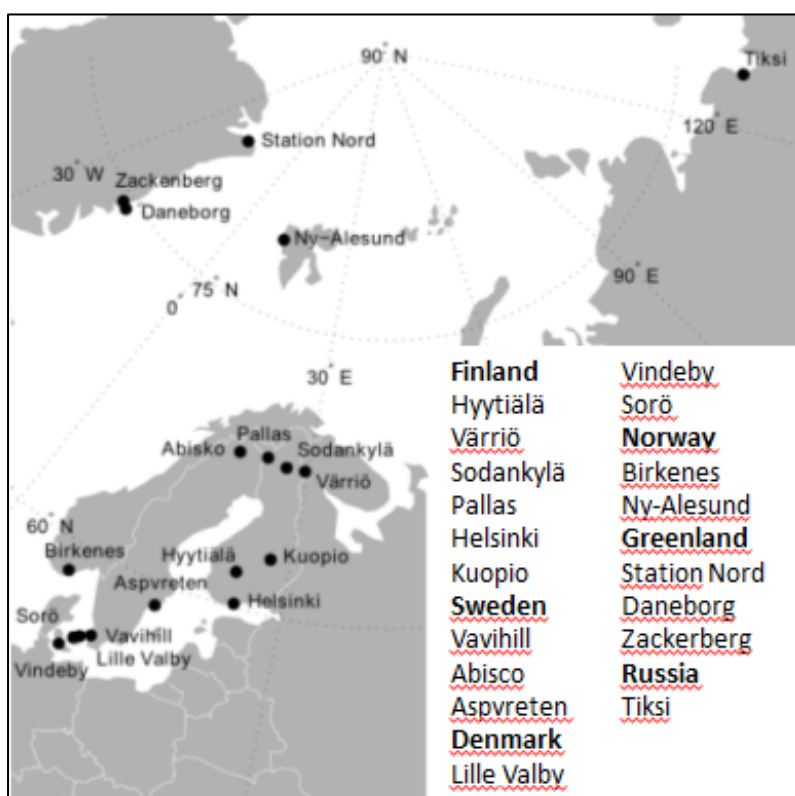 90° N
Tiksi
120° E
Station Nord
30° W
Zackenberg
Daneborg
Ny-Alesund
75° N
0°
90° E
30° E
Pallas
Abisko
Sodankylä
Värriö
60° N
Birkenes
Hyytiälä
Kuopio
Aspvreten
Helsinki
Sorö
Vavihill
Lille Valby
Vindeby
Finland
Hyytiälä
Värriö
Sodankylä
Pallas
Helsinki
Kuopio
Sweden
Vavihill
Abisco
Aspvreten
Denmark
Lille Valby
Vindeby
Sorö
Norway
Birkenes
Ny-Alesund
Greenland
Station Nord
Daneborg
Zackerberg
Russia
Tiksi